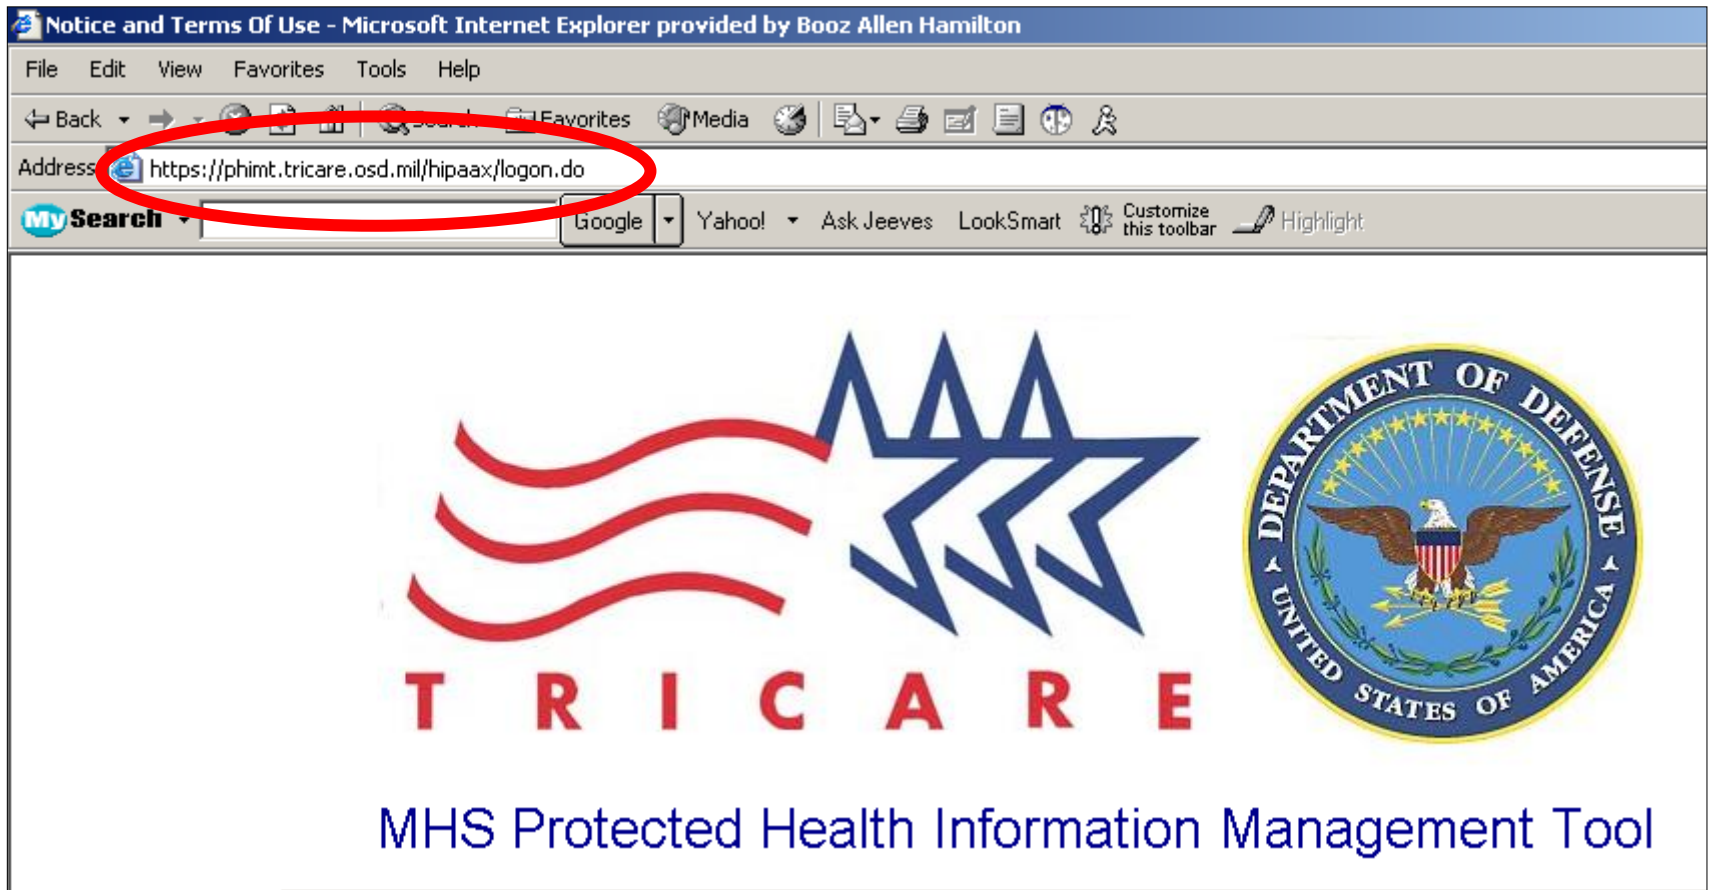 Notice and Terms Of Use - Microsoft Internet Explorer provided by Booz Allen Hamilton
File Edit View Favorites Tools Help
Back Search Favorites Media
Address https://phimt.tricare.osd.mil/hipaax/logon.do
My Search Google Yahoo! Ask Jeeves LookSmart Customize this toolbar Highlight
TRICARE
DEPARTMENT OF DEFENSE
UNITED STATES OF AMERICA
MHS Protected Health Information Management Tool